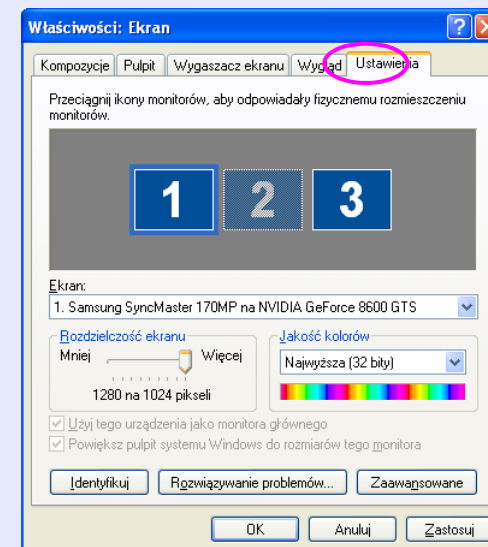 Właściwości: Ekran
Kompozycje Pulpit Wygaszacz ekranu Wygląd Ustawienia
Przeciągnij ikony monitorów, aby odpowiadały fizycznemu rozmieszczeniu
monitorów.
1 2 3
Ekran:
1. Samsung SyncMaster 170MP na NVIDIA GeForce 8600 GTS
Rozdzielczość ekranu
Mniej Więcej
1280 na 1024 pikseli
Jakość kolorów
Najwyższa (32 bity)
Użyj tego urządzenia jako monitora głównego
Powiększ pulpit systemu Windows do rozmiarów tego monitora
Identyfikuj Rozwiązywanie problemów... Zaawansowane
OK Anuluj Zastosuj